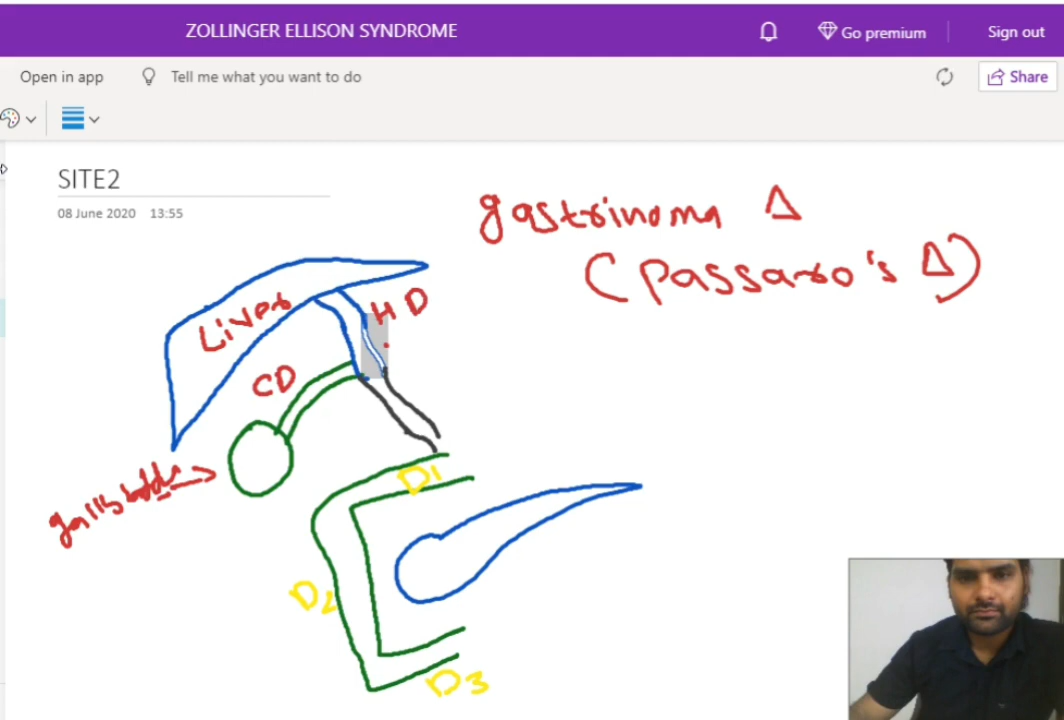 ZOLLINGER ELLISON SYNDROME
Go premium
Sign out
Open in app
Tell me what you want to do
Share
SITE2
08 June 2020 13:55
gastrinoma Δ
(Passaro's Δ)
Liver
HD
CD
gallbladder
D1
D2
D3